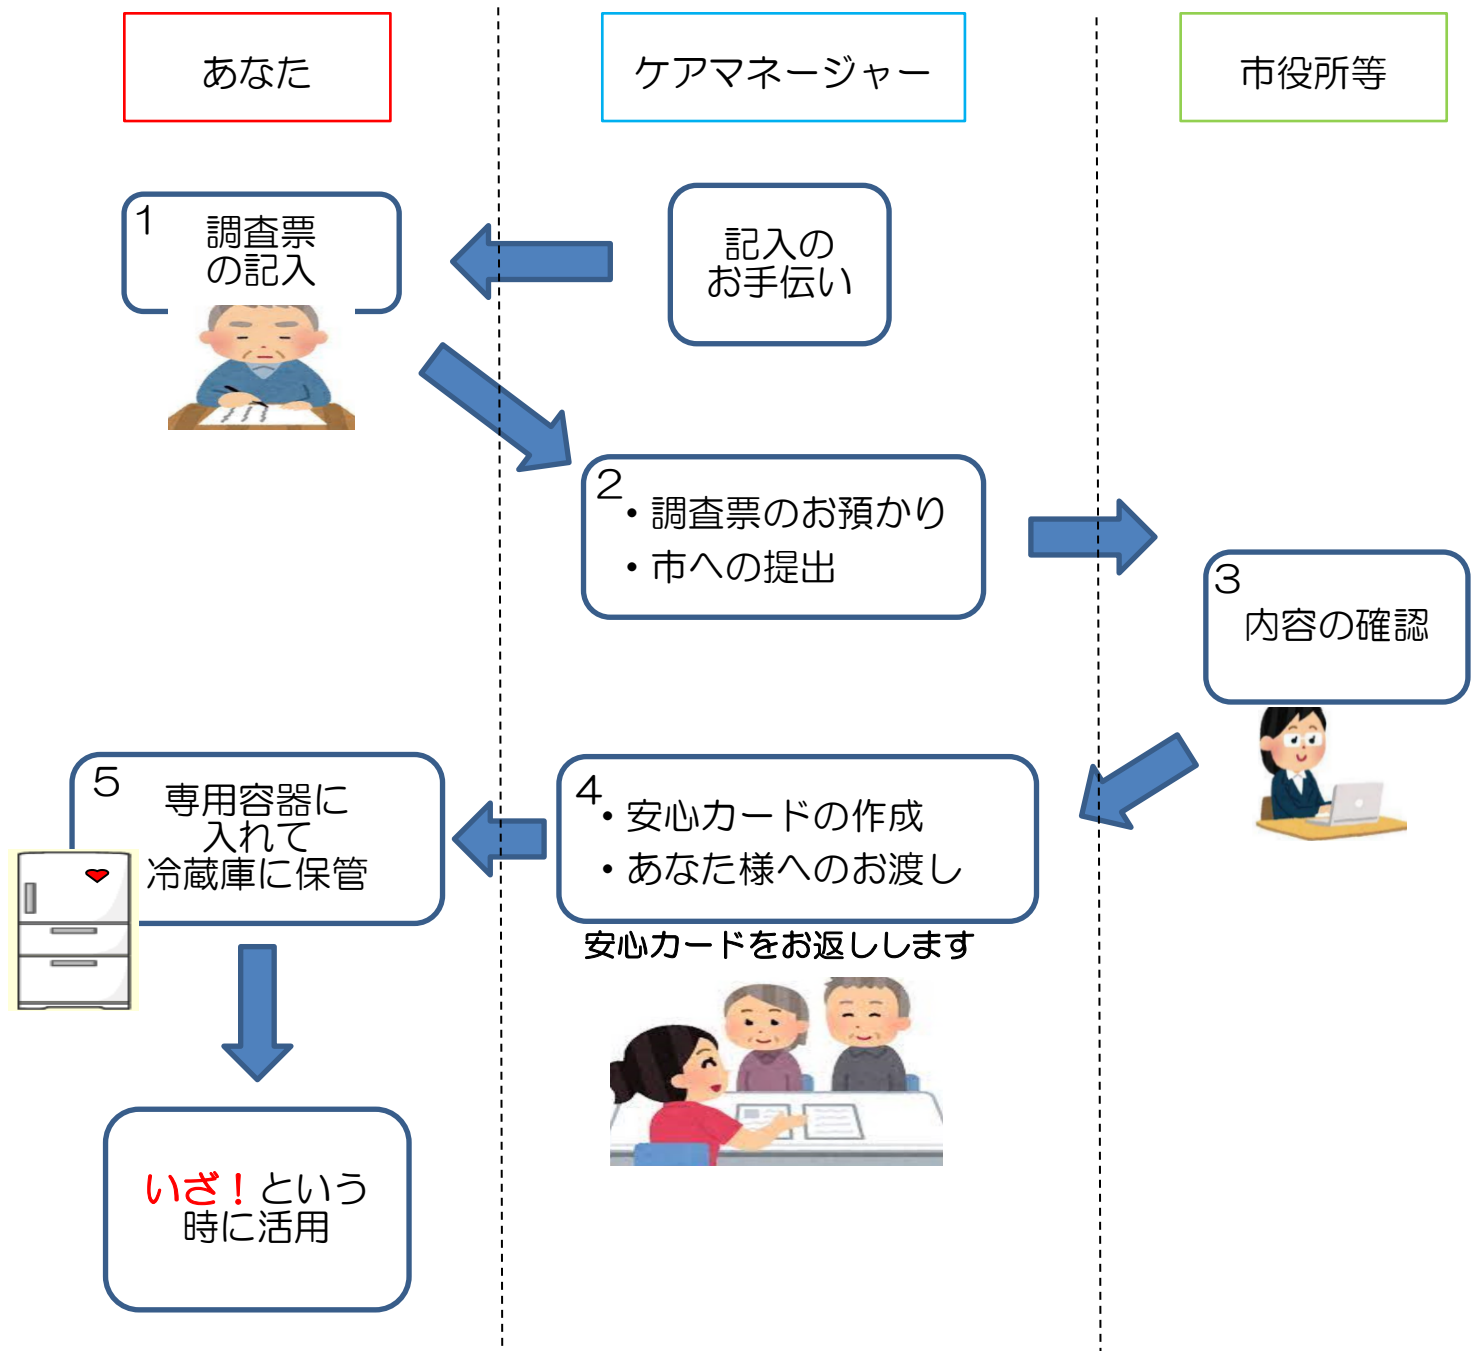 あなた
ケアマネージャー
市役所等
1
調査票
の記入
記入の
お手伝い
2
・調査票のお預かり
・市への提出
3
内容の確認
4
・安心カードの作成
・あなた様へのお渡し
安心カードをお返しします
5
専用容器に
入れて
冷蔵庫に保管
いざ！という
時に活用